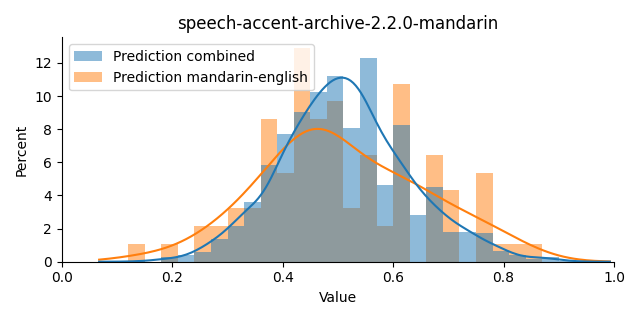 speech-accent-archive-2.2.0-mandarin
Prediction combined
Prediction mandarin-english
Percent
12
10
8
6
4
2
0
0.0 0.2 0.4 0.6 0.8 1.0
Value